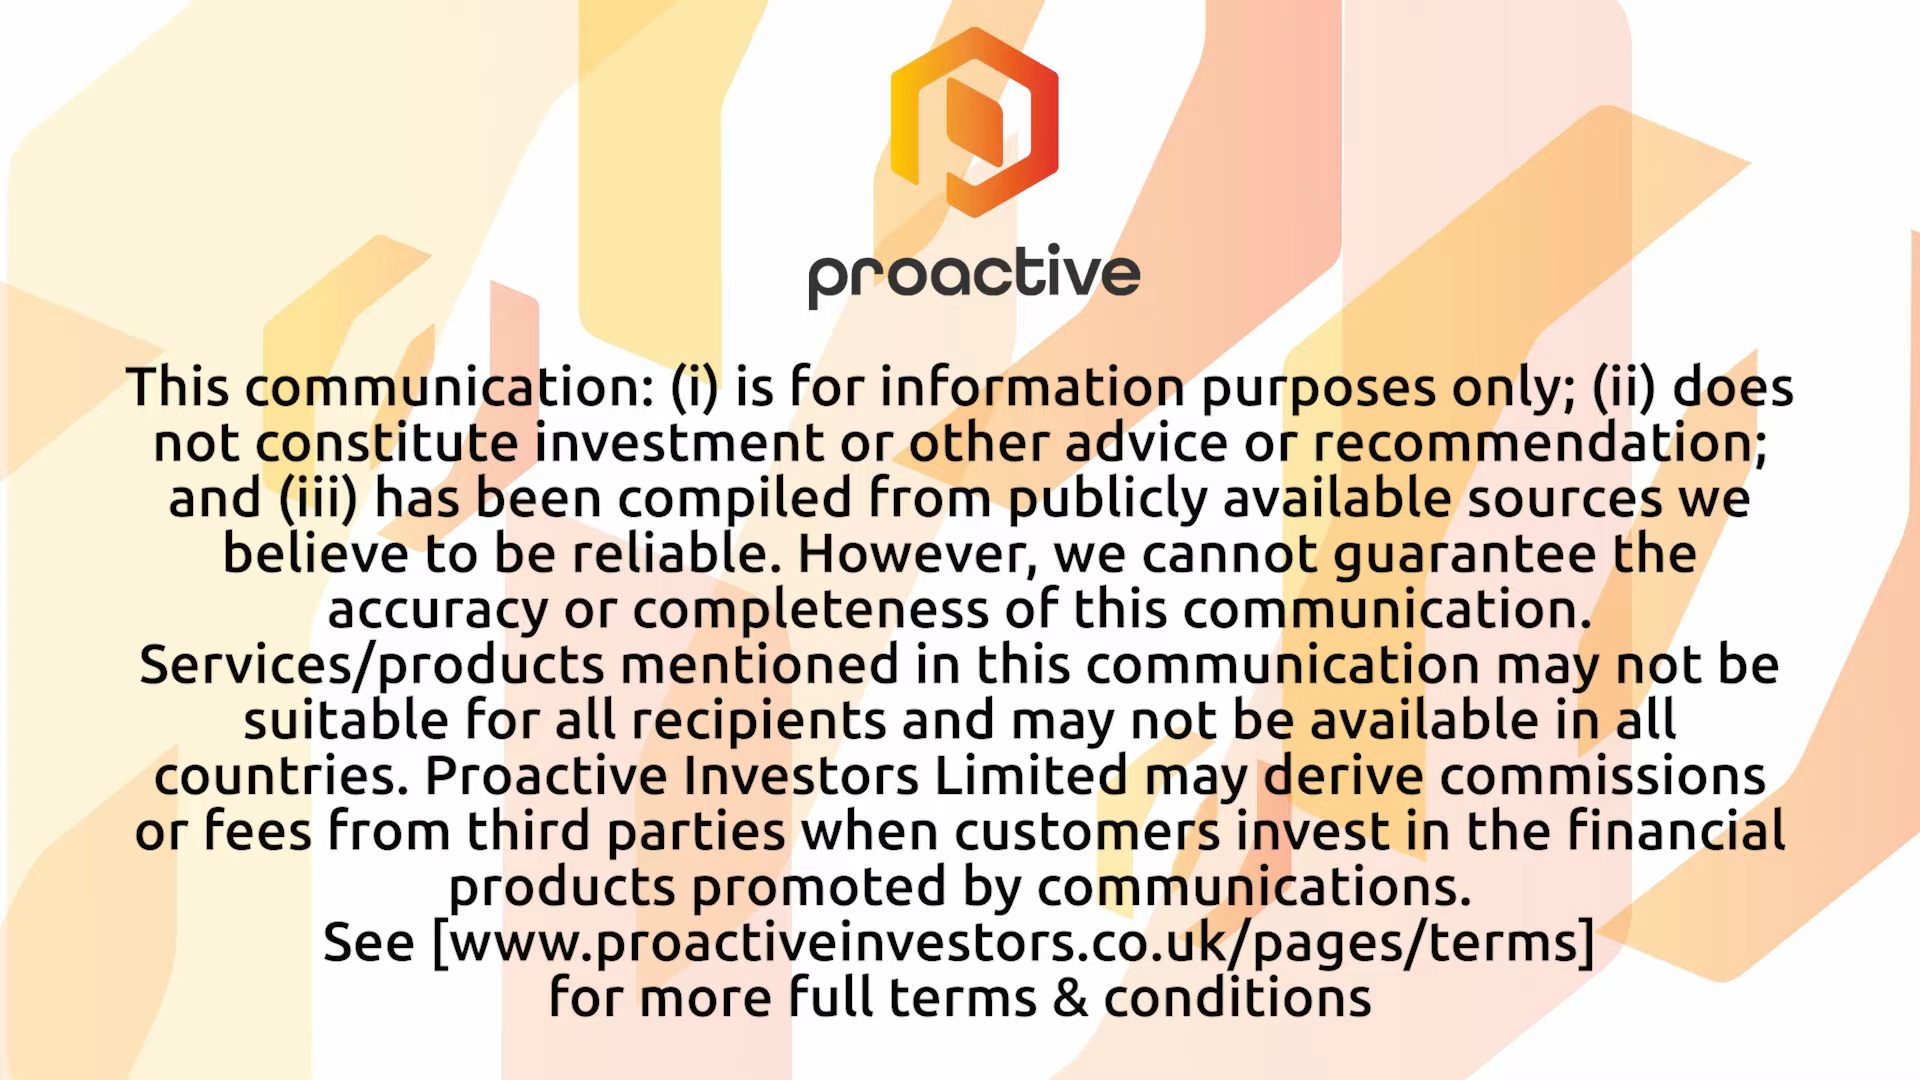 proactive
This communication: (i) is for information purposes only; (ii) does
not constitute investment or other advice or recommendation;
and (iii) has been compiled from publicly available sources we
believe to be reliable. However, we cannot guarantee the
accuracy or completeness of this communication.
Services/products mentioned in this communication may not be
suitable for all recipients and may not be available in all
countries. Proactive Investors Limited may derive commissions
or fees from third parties when customers invest in the financial
products promoted by communications.
See [www.proactiveinvestors.co.uk/pages/terms]
for more full terms & conditions